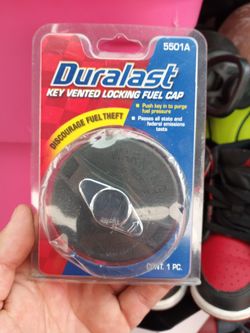 5501A
Duralast
KEY VENTED LOCKING FUEL CAP
• Push key in to purge
fuel pressure
• Passes all state and
federal emissions
tests
DISCOURAGE FUEL THEFT
CONT. 1 PC.